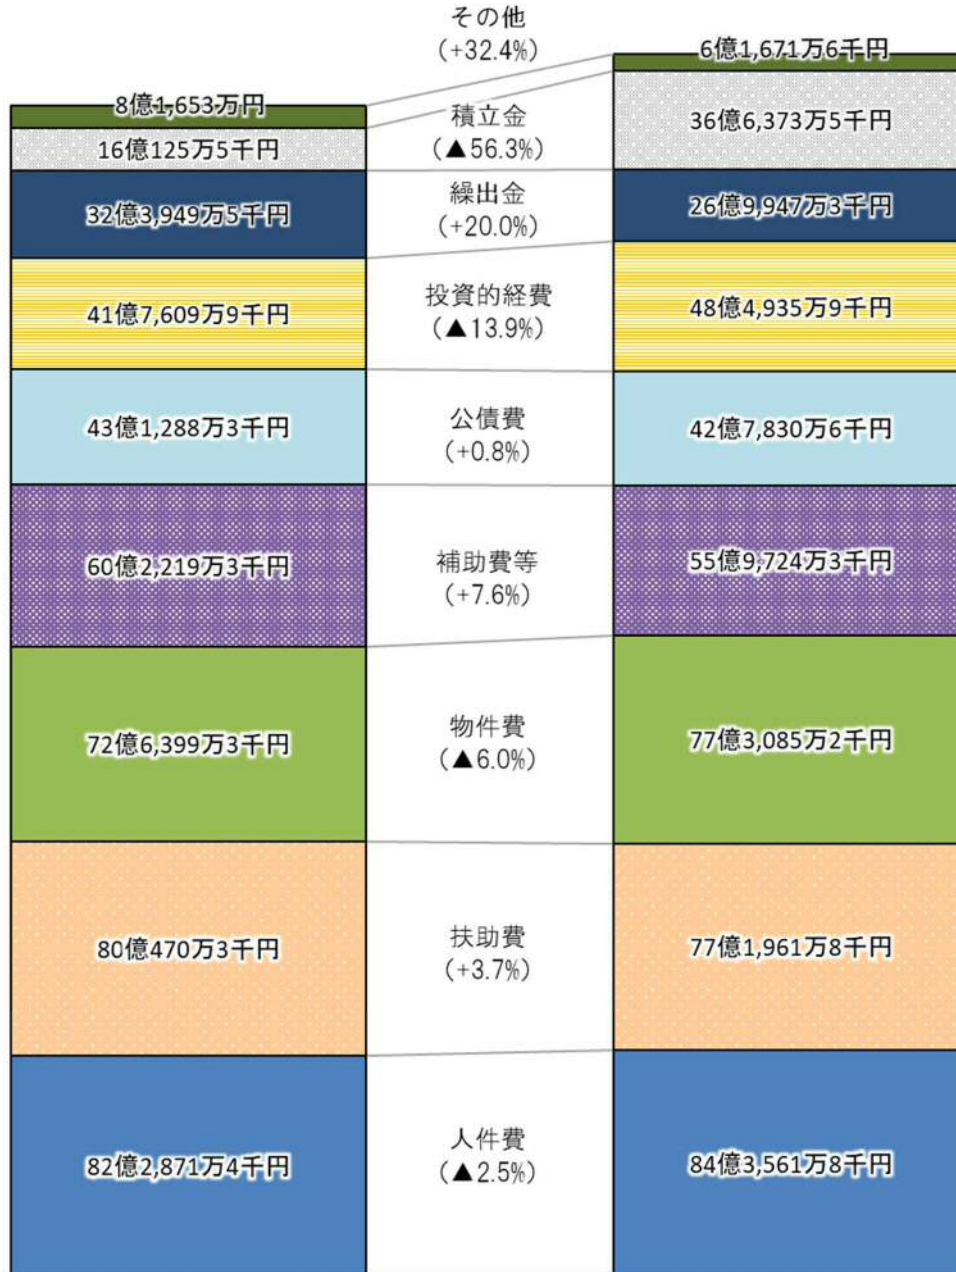 その他
(+32.4%)
8億1,653万円
6億1,671万6千円
積立金
(▲56.3%)
16億125万5千円
36億6,373万5千円
繰出金
(+20.0%)
32億3,949万5千円
26億9,947万3千円
投資的経費
(▲13.9%)
41億7,609万9千円
48億4,935万9千円
公債費
(+0.8%)
43億1,288万3千円
42億7,830万6千円
補助費等
(+7.6%)
60億2,219万3千円
55億9,724万3千円
物件費
(▲6.0%)
72億6,399万3千円
77億3,085万2千円
扶助費
(+3.7%)
80億470万3千円
77億1,961万8千円
人件費
(▲2.5%)
82億2,871万4千円
84億3,561万8千円